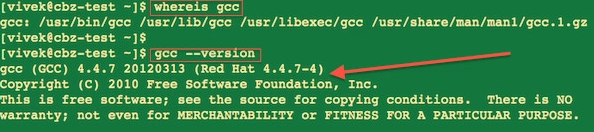 [vivek@cbz-test ~]$ whereis gcc
gcc: /usr/bin/gcc /usr/lib/gcc /usr/libexec/gcc /usr/share/man/man1/gcc.1.gz
[vivek@cbz-test ~]$
[vivek@cbz-test ~]$ gcc --version
gcc (GCC) 4.4.7 20120313 (Red Hat 4.4.7-4)
Copyright (C) 2010 Free Software Foundation, Inc.
This is free software; see the source for copying conditions.  There is NO
warranty; not even for MERCHANTABILITY or FITNESS FOR A PARTICULAR PURPOSE.